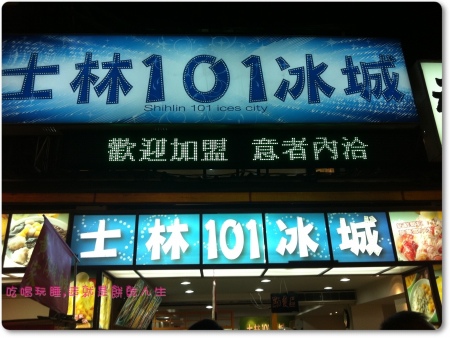 士林101冰城
Shihlin 101 ices city
歡迎加盟 意者內洽
士林101冰城